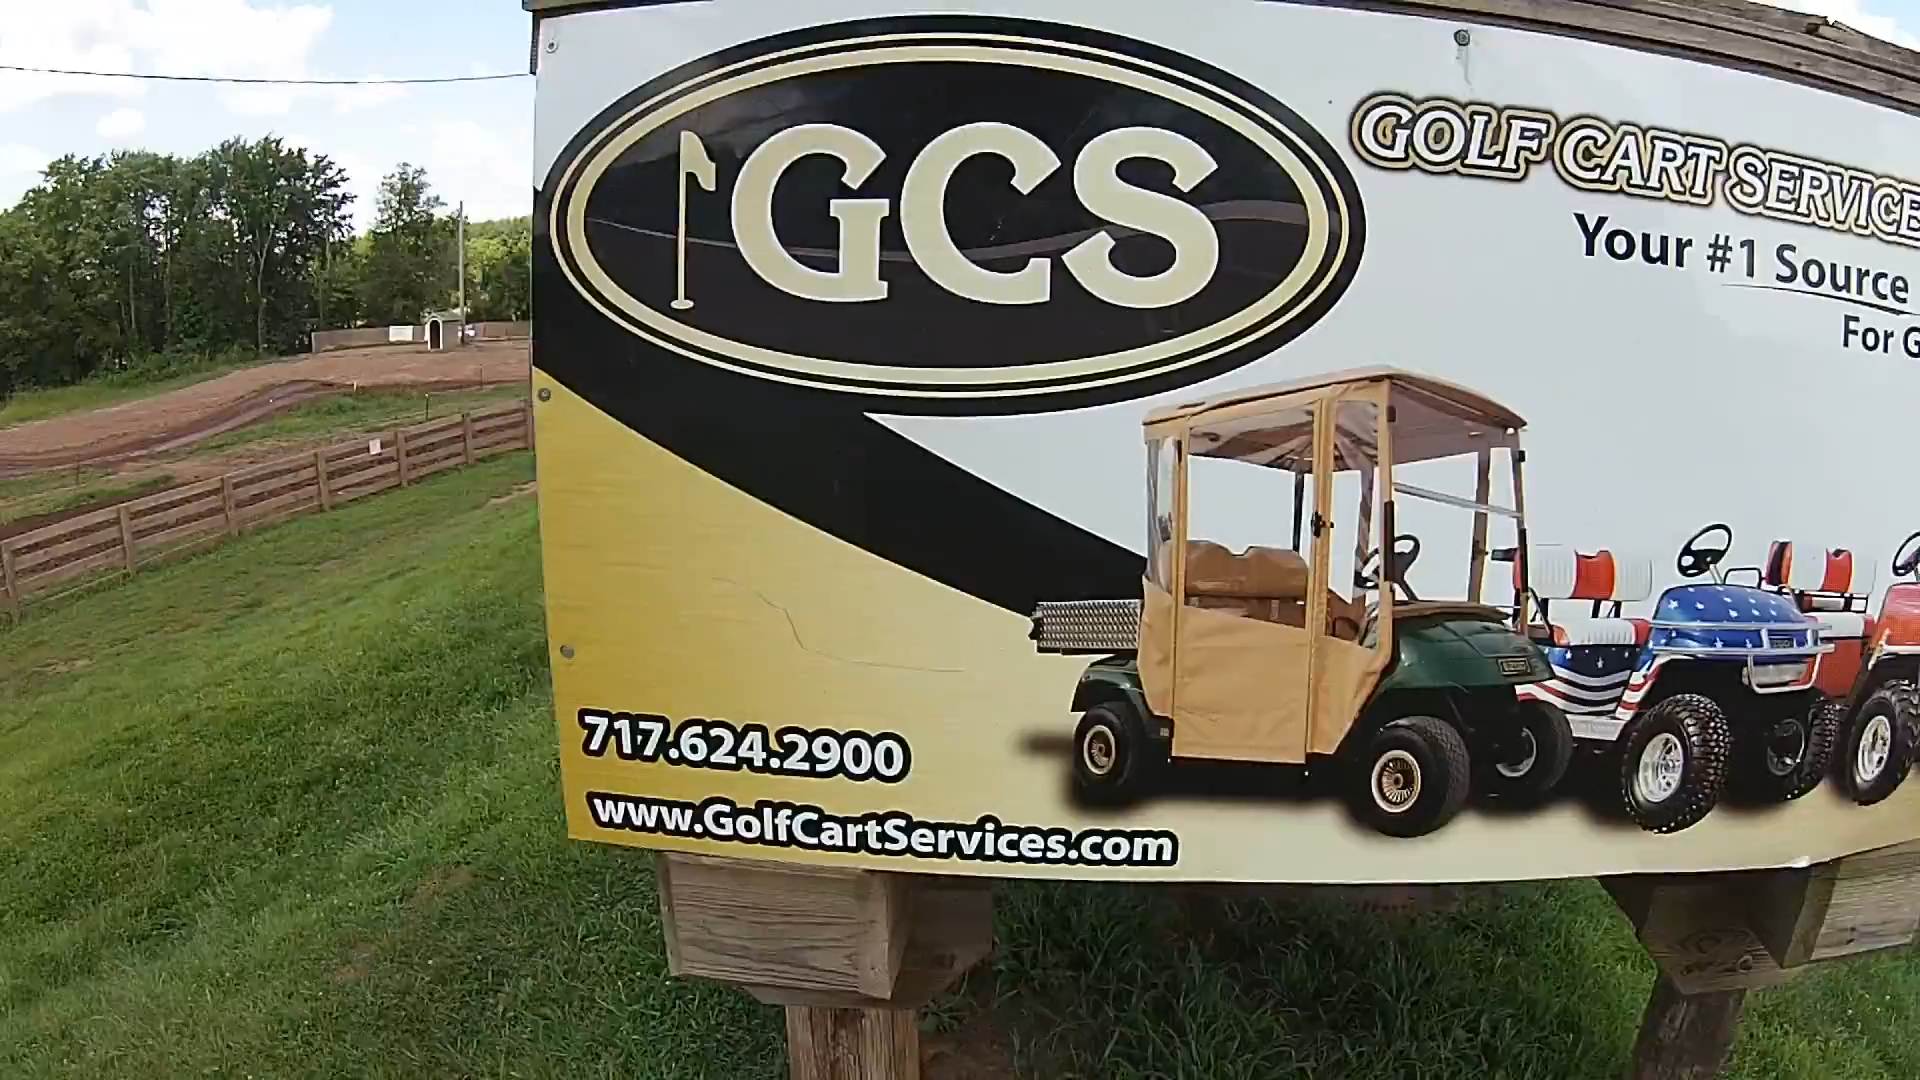 GCS
GOLF CART SERVICE
Your #1 Source
For G
717.624.2900
www.GolfCartServices.com